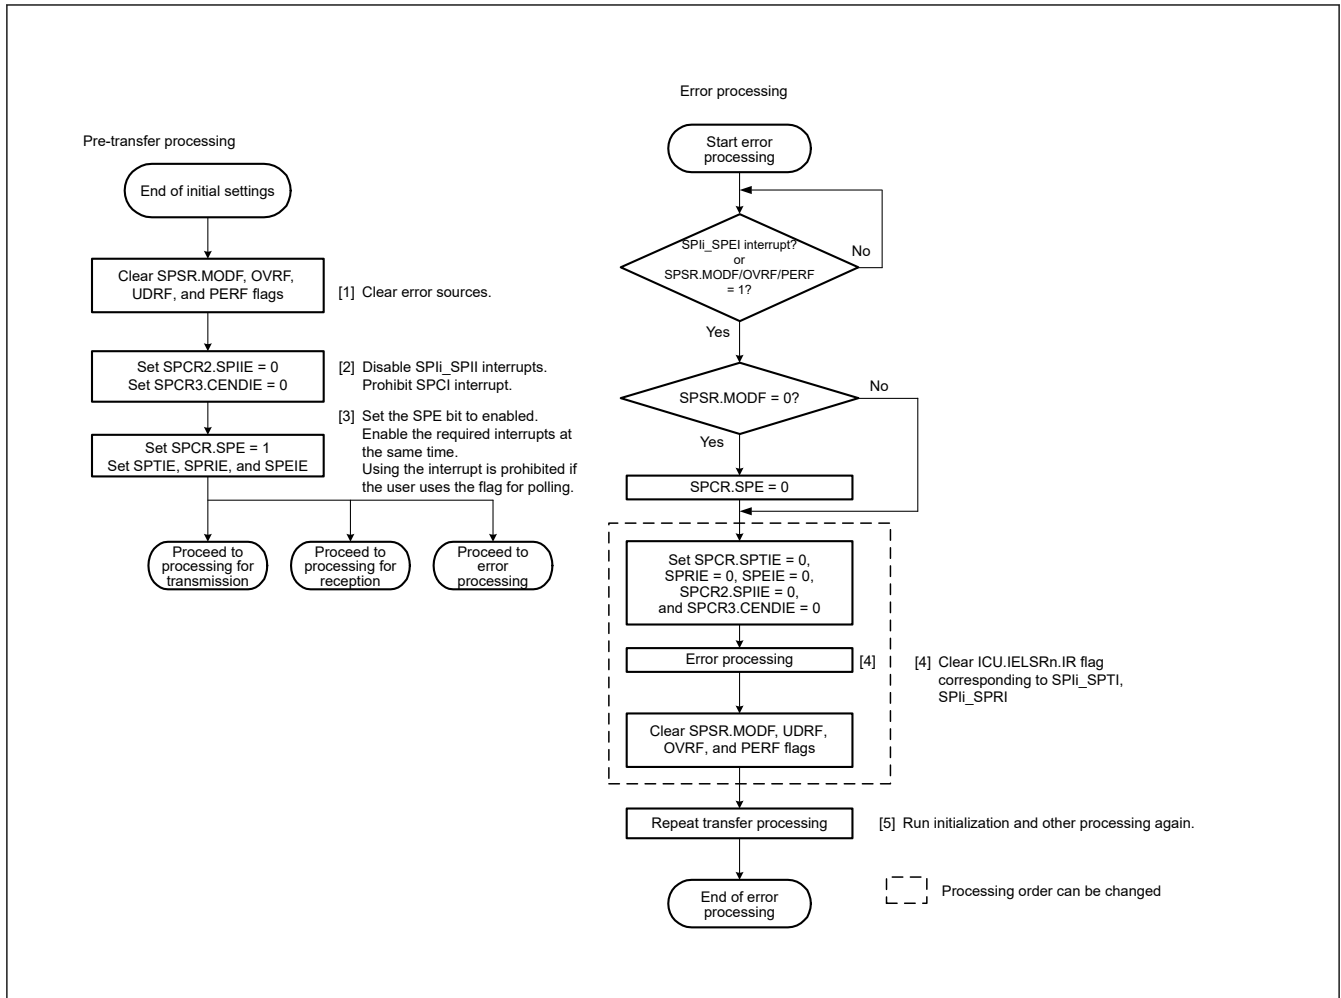 Pre-transfer processing
End of initial settings
Clear SPSR.MODF, OVRF,
UDRF, and PERF flags
[1] Clear error sources.
Set SPCR2.SPIIE = 0
Set SPCR3.CENDIE = 0
[2] Disable SPIi_SPII interrupts.
Prohibit SPCI interrupt.
Set SPCR.SPE = 1
Set SPTIE, SPRIE, and SPEIE
[3] Set the SPE bit to enabled.
Enable the required interrupts at
the same time.
Using the interrupt is prohibited if
the user uses the flag for polling.
Proceed to
processing for
transmission
Proceed to
processing for
reception
Proceed to
error
processing
Error processing
Start error
processing
SPIi_SPEI interrupt?
or
SPSR.MODF/OVRF/PERF
= 1?
No
Yes
SPSR.MODF = 0?
No
Yes
SPCR.SPE = 0
Set SPCR.SPTIE = 0,
SPRIE = 0, SPEIE = 0,
SPCR2.SPIIE = 0,
and SPCR3.CENDIE = 0
Error processing
[4]
[4] Clear ICU.IELSRn.IR flag
corresponding to SPIi_SPTI,
SPIi_SPRI
Clear SPSR.MODF, UDRF,
OVRF, and PERF flags
Repeat transfer processing
[5] Run initialization and other processing again.
End of error
processing
Processing order can be changed